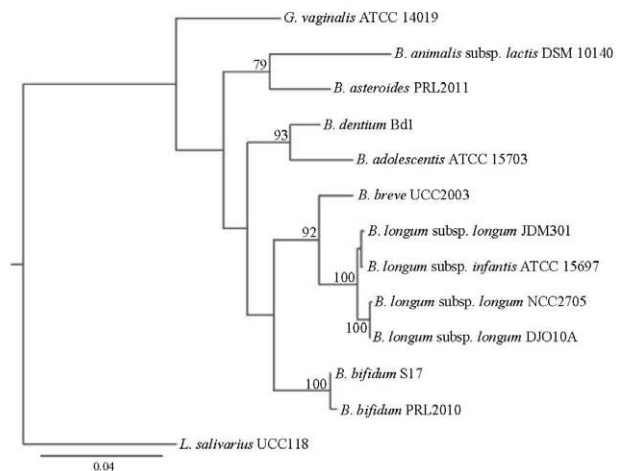 G. vaginalis ATCC 14019
B. animalis subsp. lactis DSM 10140
79
B. asteroides PRL2011
B. dentium Bd1
93
B. adolescentis ATCC 15703
B. breve UCC2003
92
B. longum subsp. longum JDM301
B. longum subsp. infantis ATCC 15697
100
B. longum subsp. longum NCC2705
100
B. longum subsp. longum DJO10A
B. bifidum S17
100
B. bifidum PRL2010
L. salivarius UCC118
0.04